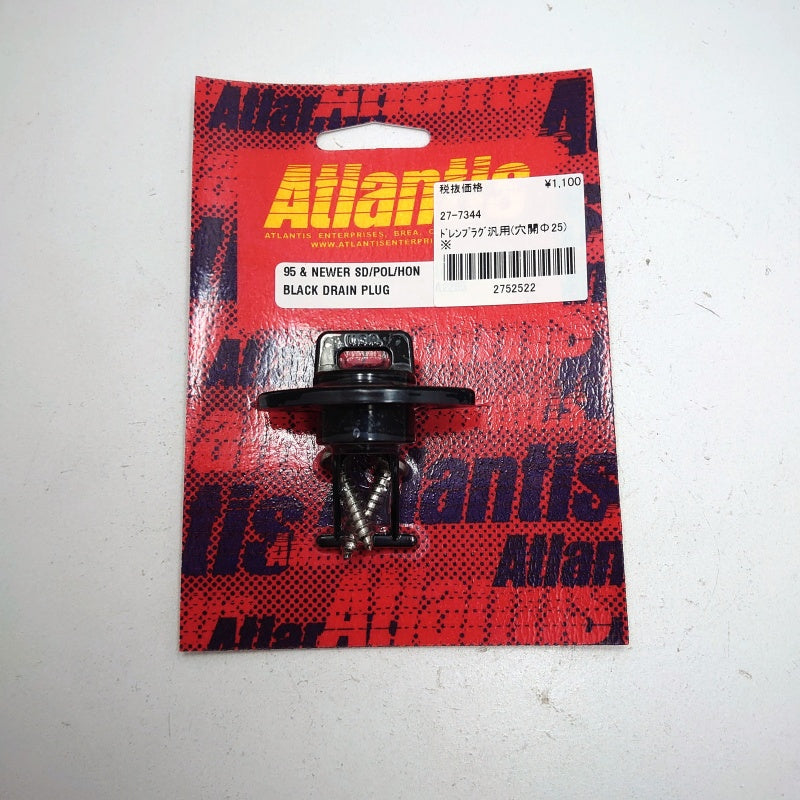 Atlantis
ATLANTIS ENTERPRISES, BREA, C
WWW.ATLANTISENTERPRI
95 & NEWER SD/POL/HON
BLACK DRAIN PLUG
税抜価格 ¥1,100
27-7344
ﾄﾞﾚﾝﾌﾟﾗｸﾞ汎用(穴開Φ25)
※
2752522
Atlantis
Atlantis
Atlantis